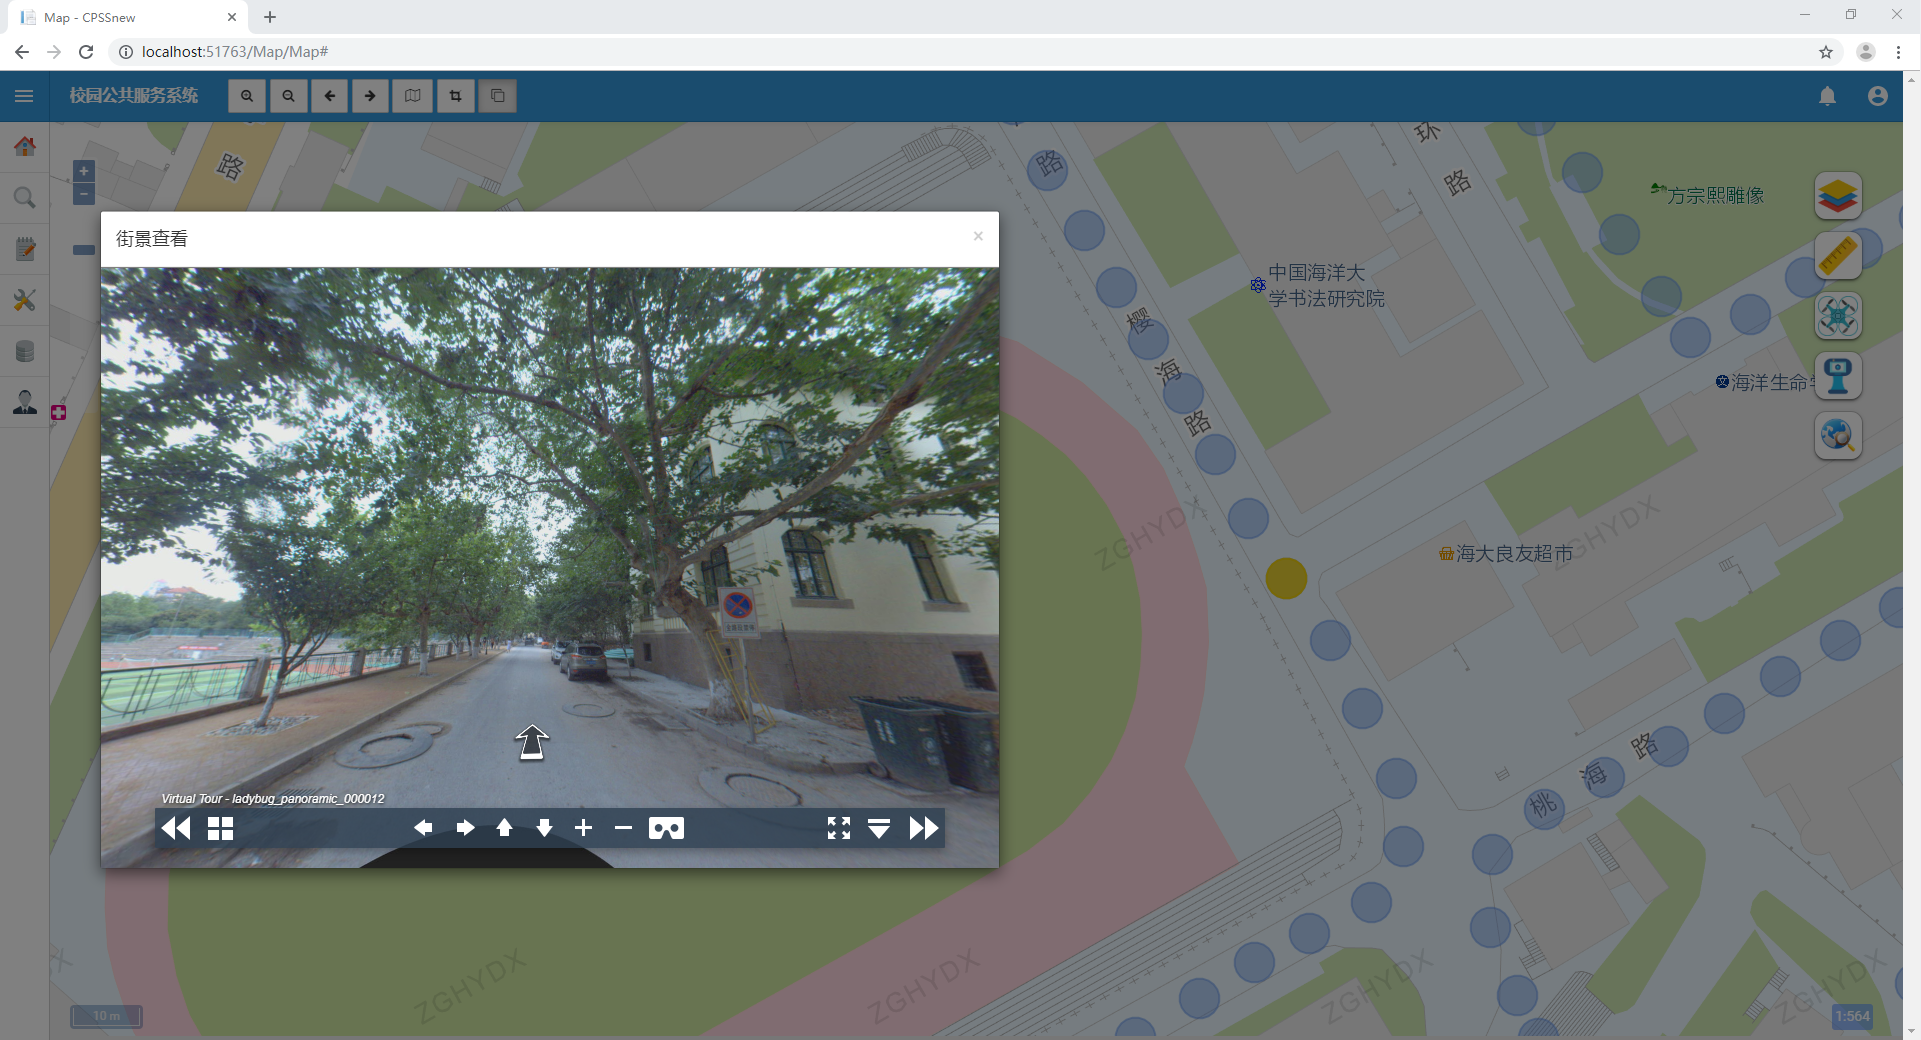 Map - CPSSnew
localhost:51763/Map/Map#
校园公共服务系统
路
路
环
路
方宗熙雕像
中国海洋大
学书法研究院
樱
海
路
海洋生命学
海大良友超市
街景查看
×
Virtual Tour - ladybug_panoramic_000012
ZGHYDX
ZGHYDX
桃
海
路
ZGHYDX
ZGHYDX
ZGHYDX
ZGHYDX
10 m
1:564